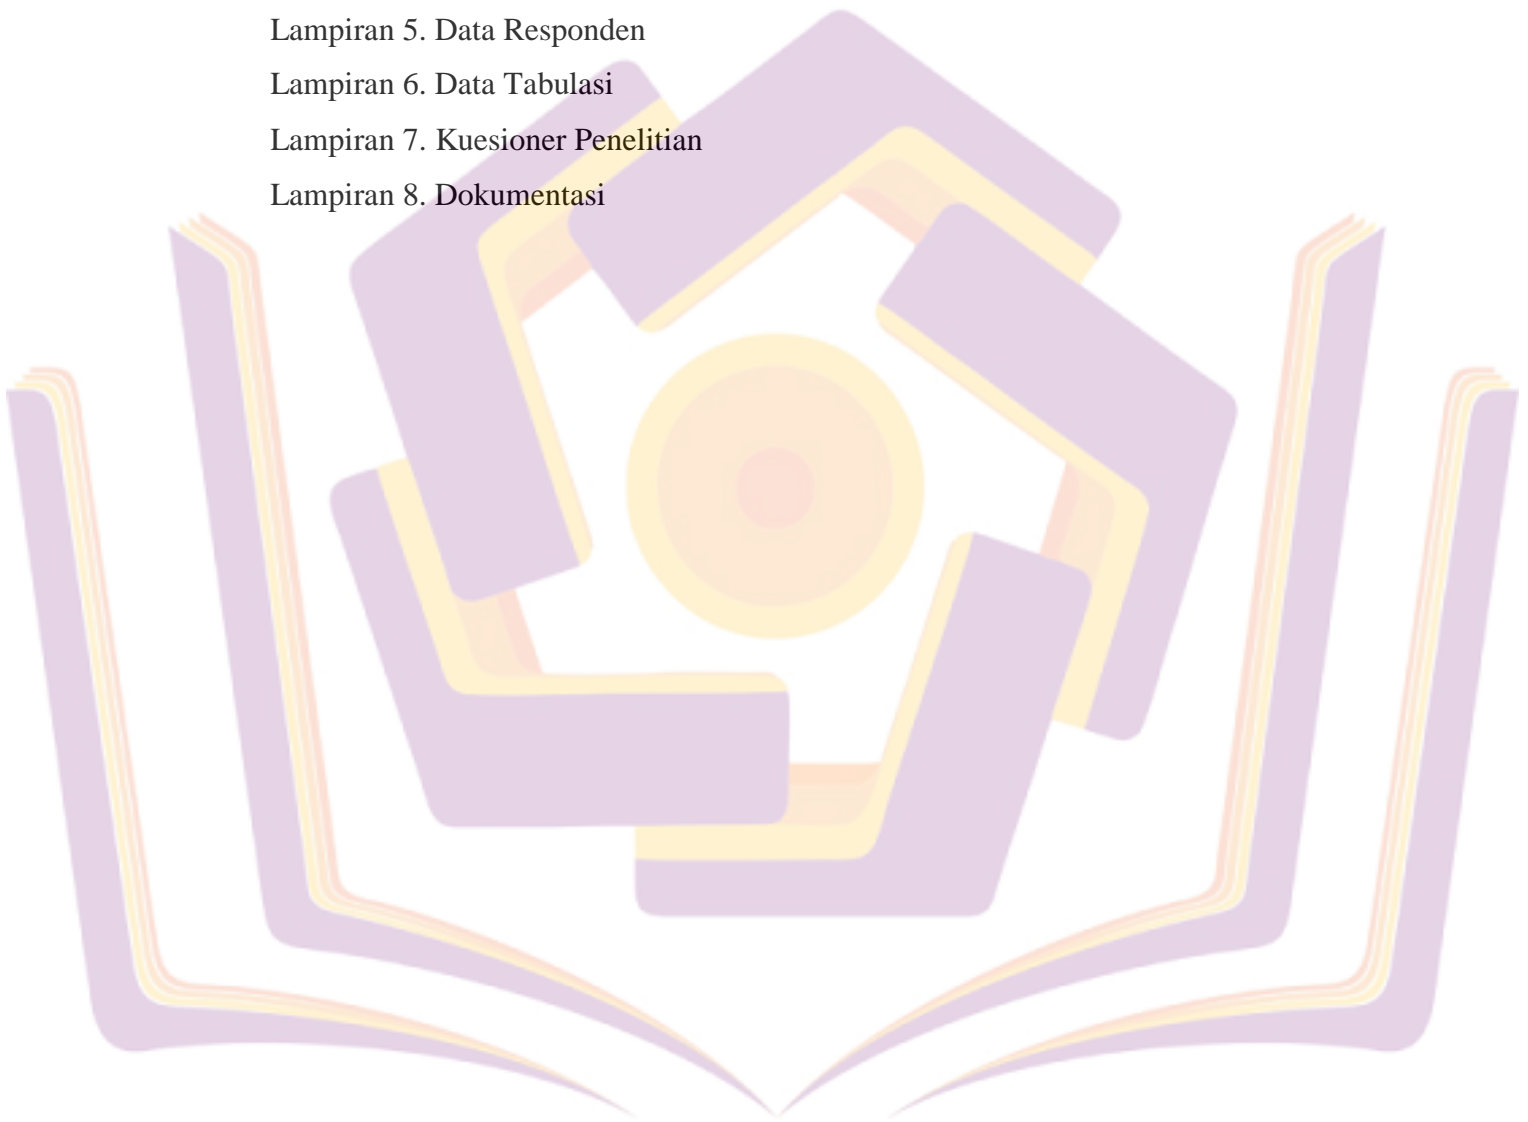 Lampiran 5. Data Responden
Lampiran 6. Data Tabulasi
Lampiran 7. Kuesioner Penelitian
Lampiran 8. Dokumentasi